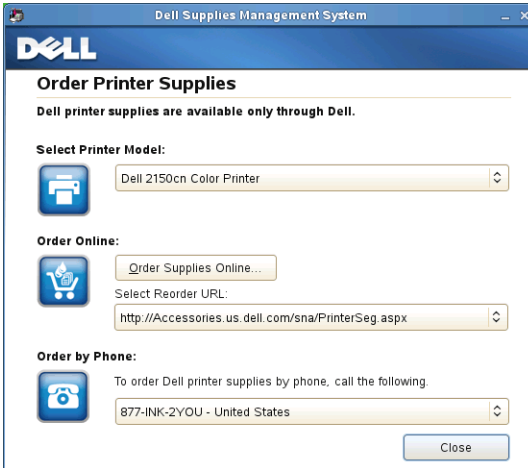 Dell Supplies Management System
DELL
Order Printer Supplies
Dell printer supplies are available only through Dell.
Select Printer Model:
Dell 2150cn Color Printer
Order Online:
Order Supplies Online...
Select Reorder URL:
http://Accessories.us.dell.com/sna/PrinterSeg.aspx
Order by Phone:
To order Dell printer supplies by phone, call the following.
877-INK-2YOU - United States
Close